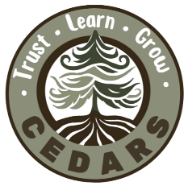 • Trust • Learn • Grow •
CEDARS